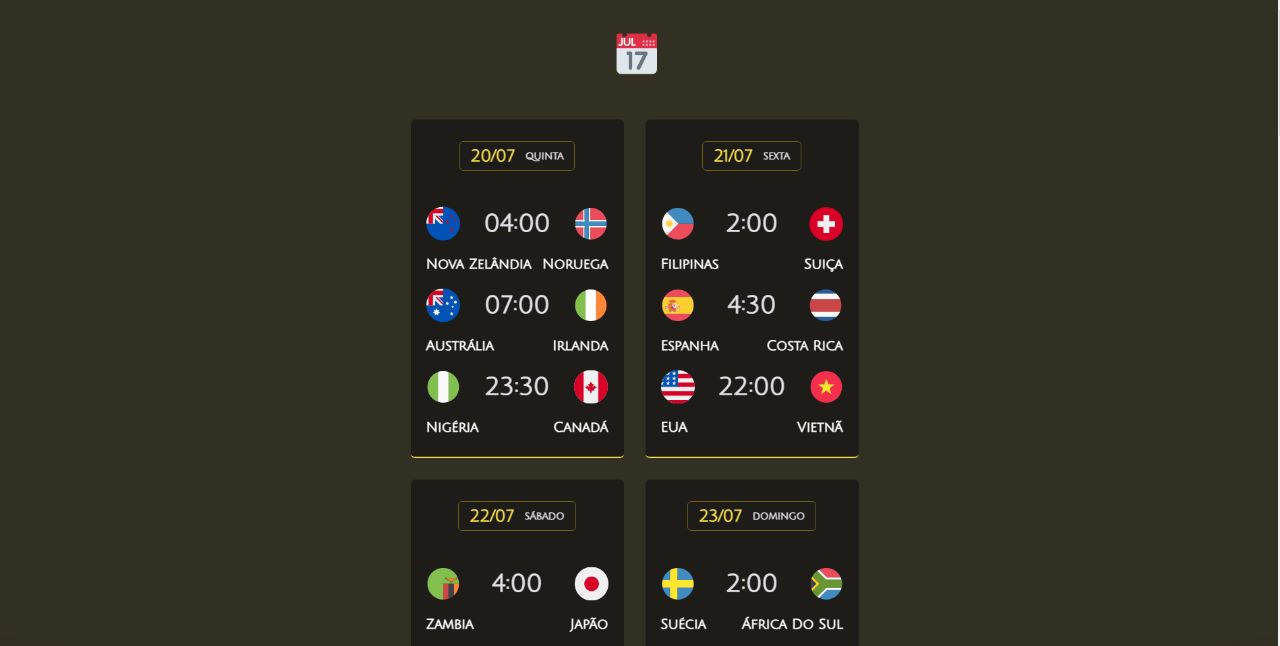 JUL
17
20/07 QUINTA
04:00
NOVA ZELÂNDIA NORUEGA
07:00
AUSTRÁLIA IRLANDA
23:30
NIGÉRIA CANADÁ
21/07 SEXTA
2:00
FILIPINAS SUIÇA
4:30
ESPANHA COSTA RICA
22:00
EUA VIETNÃ
22/07 SÁBADO
4:00
ZAMBIA JAPÃO
23/07 DOMINGO
2:00
SUÉCIA ÁFRICA DO SUL